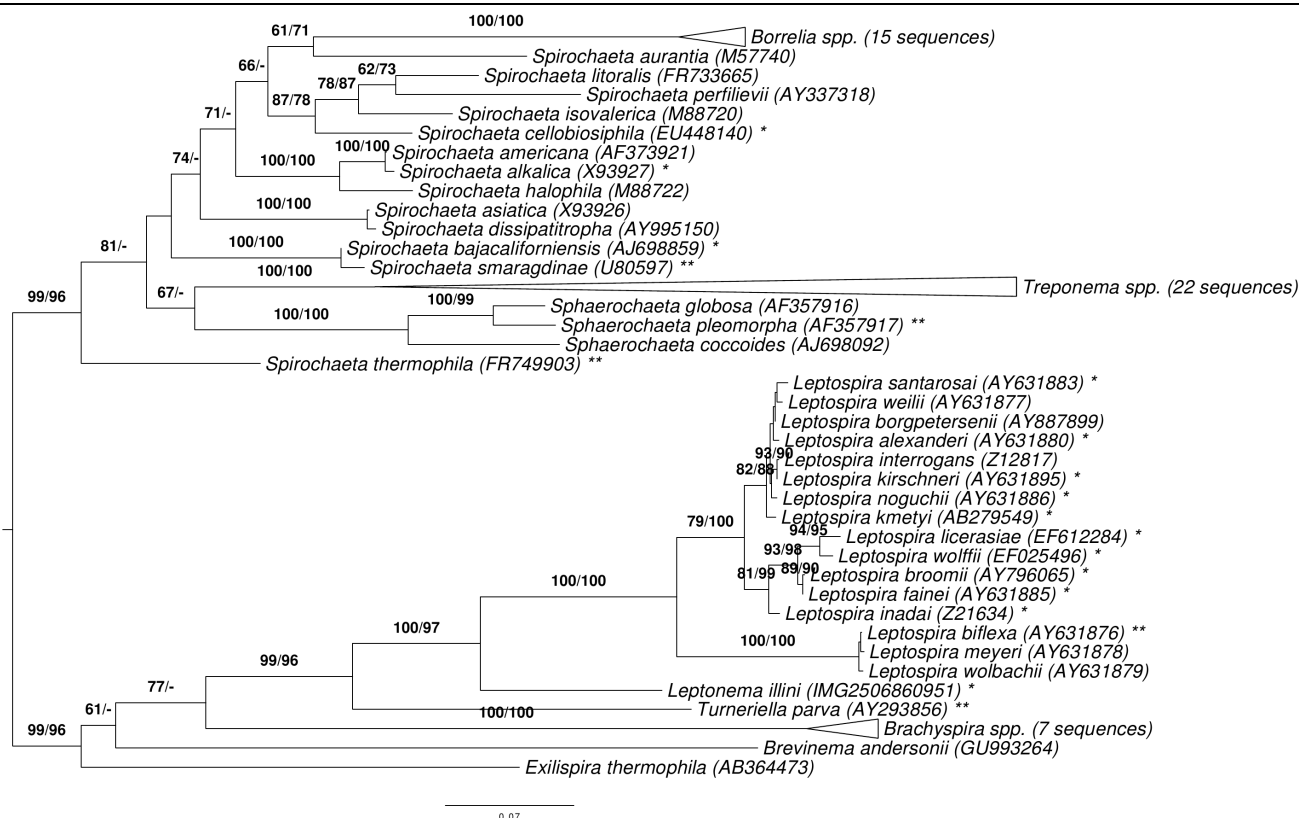 100/100
61/71
Borrelia spp. (15 sequences)
Spirochaeta aurantia (M57740)
66/-
62/73
Spirochaeta litoralis (FR733665)
78/87
Spirochaeta perfilievii (AY337318)
87/78
71/-
Spirochaeta isovalerica (M88720)
Spirochaeta cellobiosiphila (EU448140) *
100/100
Spirochaeta americana (AF373921)
74/-
100/100
Spirochaeta alkalica (X93927) *
Spirochaeta halophila (M88722)
100/100
Spirochaeta asiatica (X93926)
Spirochaeta dissipatitropha (AY995150)
81/-
100/100
Spirochaeta bajacaliforniensis (AJ698859) *
100/100
Spirochaeta smaragdinae (U80597) **
Treponema spp. (22 sequences)
99/96
67/-
100/99
Sphaerochaeta globosa (AF357916)
100/100
Sphaerochaeta pleomorpha (AF357917) **
Sphaerochaeta coccoides (AJ698092)
Spirochaeta thermophila (FR749903) **
Leptospira santarosai (AY631883) *
Leptospira weilii (AY631877)
Leptospira borgpetersenii (AY887899)
Leptospira alexanderi (AY631880) *
93/90
Leptospira interrogans (Z12817)
82/88
Leptospira kirschneri (AY631895) *
Leptospira noguchii (AY631886) *
79/100
Leptospira kmetyi (AB279549) *
94/95
Leptospira licerasiae (EF612284) *
93/98
Leptospira wolffii (EF025496) *
81/99
89/90
Leptospira broomii (AY796065) *
100/100
Leptospira fainei (AY631885) *
Leptospira inadai (Z21634) *
100/97
100/100
Leptospira biflexa (AY631876) **
Leptospira meyeri (AY631878)
99/96
Leptospira wolbachii (AY631879)
77/-
Leptonema illini (IMG2506860951) *
61/-
100/100
Turneriella parva (AY293856) **
99/96
Brachyspira spp. (7 sequences)
Brevinema andersonii (GU993264)
Exilispira thermophila (AB364473)
0.07